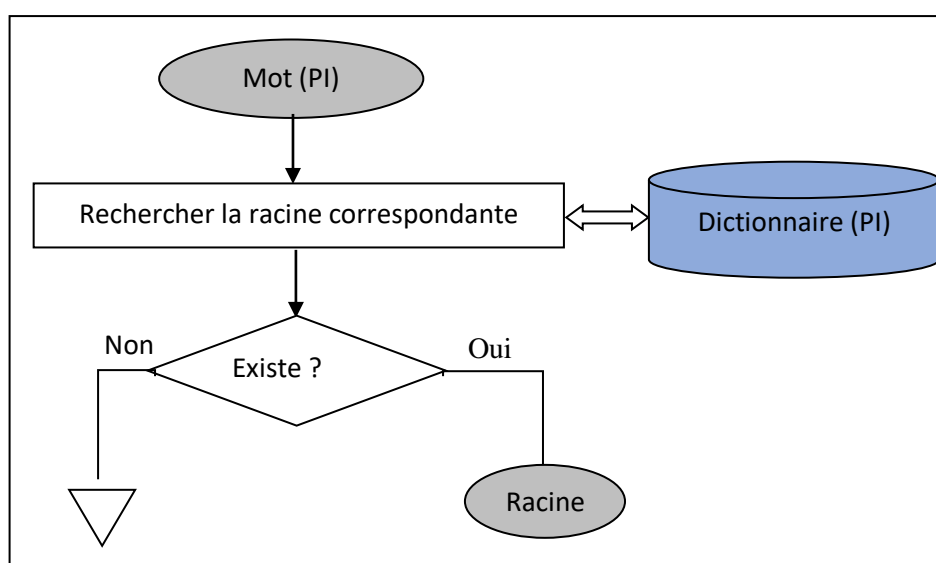 Mot (PI)
Rechercher la racine correspondante
Dictionnaire (PI)
Non
Existe ?
Oui
Racine